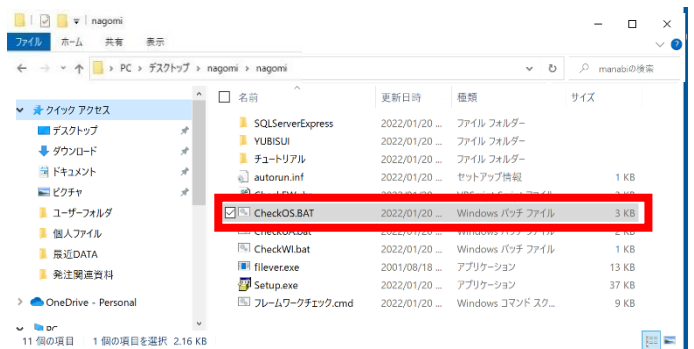 nagomi
ファイル ホーム 共有 表示
PC > デスクトップ > nagomi > nagomi
manabiの検索
クイック アクセス
デスクトップ
ダウンロード
ドキュメント
ピクチャ
ユーザーフォルダ
個人ファイル
最近DATA
発注関連資料
OneDrive - Personal
PC
名前 更新日時 種類 サイズ
SQLServerExpress 2022/01/20 ... ファイル フォルダー
YUBISUI 2022/01/20 ... ファイル フォルダー
チュートリアル 2022/01/20 ... ファイル フォルダー
autorun.inf 2022/01/20 ... セットアップ情報 1 KB
CheckOS.BAT 2022/01/20 ... Windows バッチ ファイル 3 KB
CheckWI.bat 2022/01/20 ... Windows バッチ ファイル 1 KB
filever.exe 2001/08/18 ... アプリケーション 13 KB
Setup.exe 2022/01/20 ... アプリケーション 37 KB
フレームワークチェック.cmd 2022/01/20 ... Windows コマンド スク... 9 KB
11 個の項目 1 個の項目を選択 2.16 KB